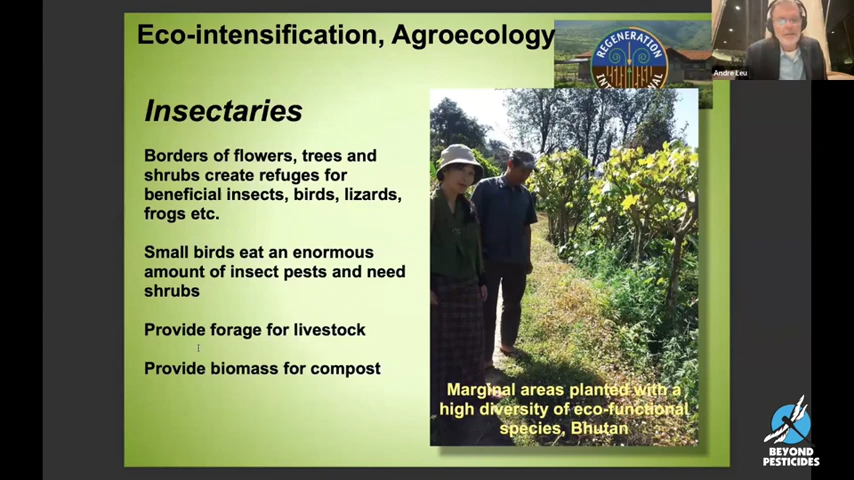 Eco-intensification, Agroecology
REGENERATION
INTERNATIONAL
Andre Leu
Insectaries
Borders of flowers, trees and
shrubs create refuges for
beneficial insects, birds, lizards,
frogs etc.
Small birds eat an enormous
amount of insect pests and need
shrubs
Provide forage for livestock
Provide biomass for compost
Marginal areas planted with a
high diversity of eco-functional
species, Bhutan
BEYOND
PESTICIDES